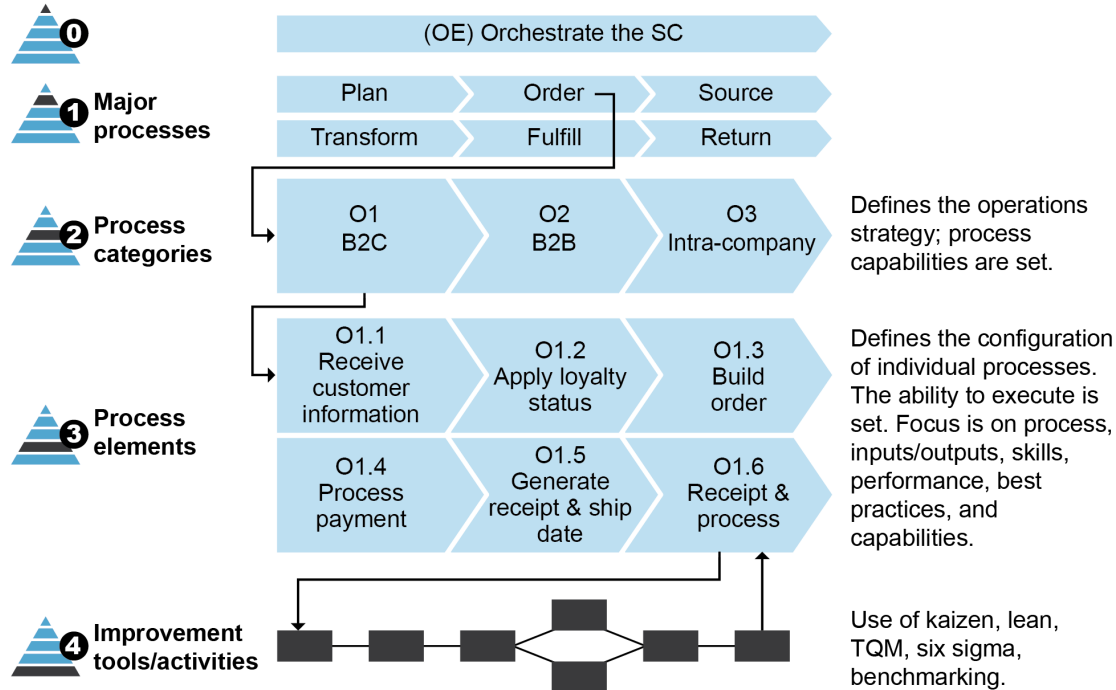 0
(OE) Orchestrate the SC
1
Major
processes
Plan
Order
Source
Transform
Fulfill
Return
2
Process
categories
O1
B2C
O2
B2B
O3
Intra-company
Defines the operations
strategy; process
capabilities are set.
3
Process
elements
O1.1
Receive
customer
information
O1.2
Apply loyalty
status
O1.3
Build
order
O1.4
Process
payment
O1.5
Generate
receipt & ship
date
O1.6
Receipt &
process
Defines the configuration
of individual processes.
The ability to execute is
set. Focus is on process,
inputs/outputs, skills,
performance, best
practices, and
capabilities.
4
Improvement
tools/activities
Use of kaizen, lean,
TQM, six sigma,
benchmarking.